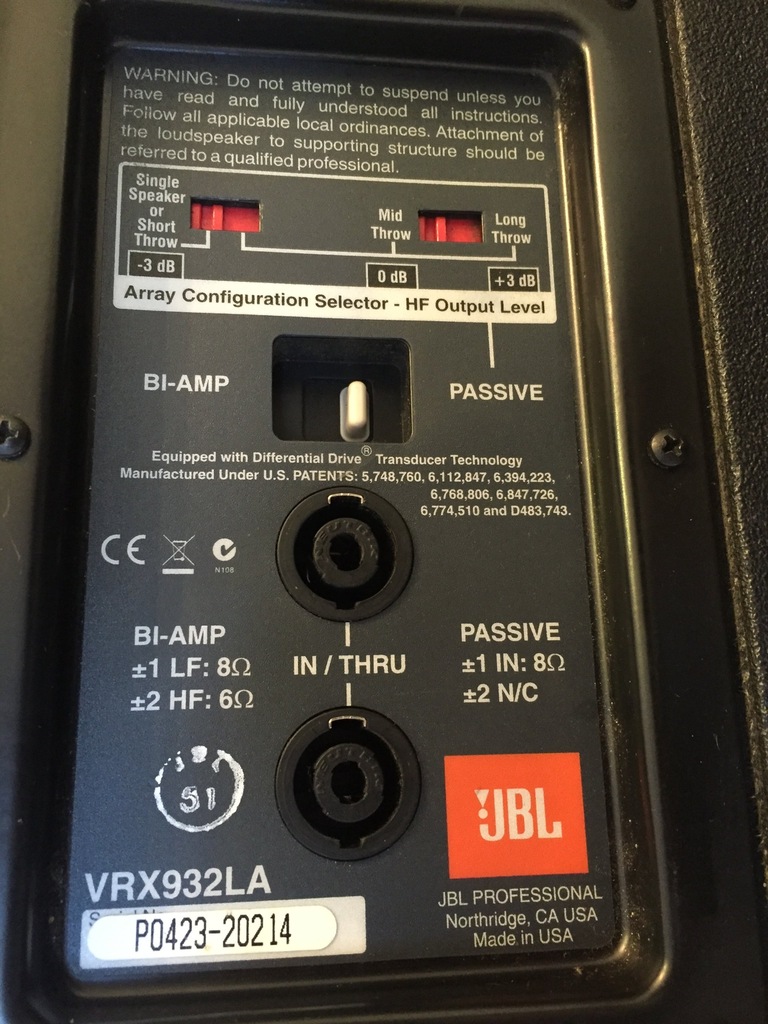 WARNING: Do not attempt to suspend unless you
have read and fully understood all instructions.
Follow all applicable local ordinances. Attachment of
the loudspeaker to supporting structure should be
referred to a qualified professional.
Single
Speaker
or
Short
Throw
Mid
Throw
Long
Throw
-3 dB
0 dB
+3 dB
Array Configuration Selector - HF Output Level
BI-AMP
PASSIVE
Equipped with Differential Drive® Transducer Technology
Manufactured Under U.S. PATENTS: 5,748,760, 6,112,847, 6,394,223,
6,768,806, 6,847,726,
6,774,510 and D483,743.
CE
N108
BI-AMP
±1 LF: 8Ω
±2 HF: 6Ω
IN / THRU
PASSIVE
±1 IN: 8Ω
±2 N/C
51
JBL
VRX932LA
P0423-20214
JBL PROFESSIONAL
Northridge, CA USA
Made in USA